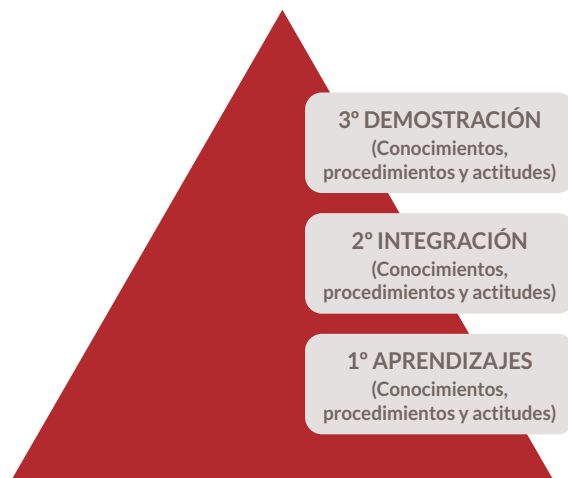 3º DEMOSTRACIÓN
(Conocimientos,
procedimientos y actitudes)
2º INTEGRACIÓN
(Conocimientos,
procedimientos y actitudes)
1º APRENDIZAJES
(Conocimientos,
procedimientos y actitudes)